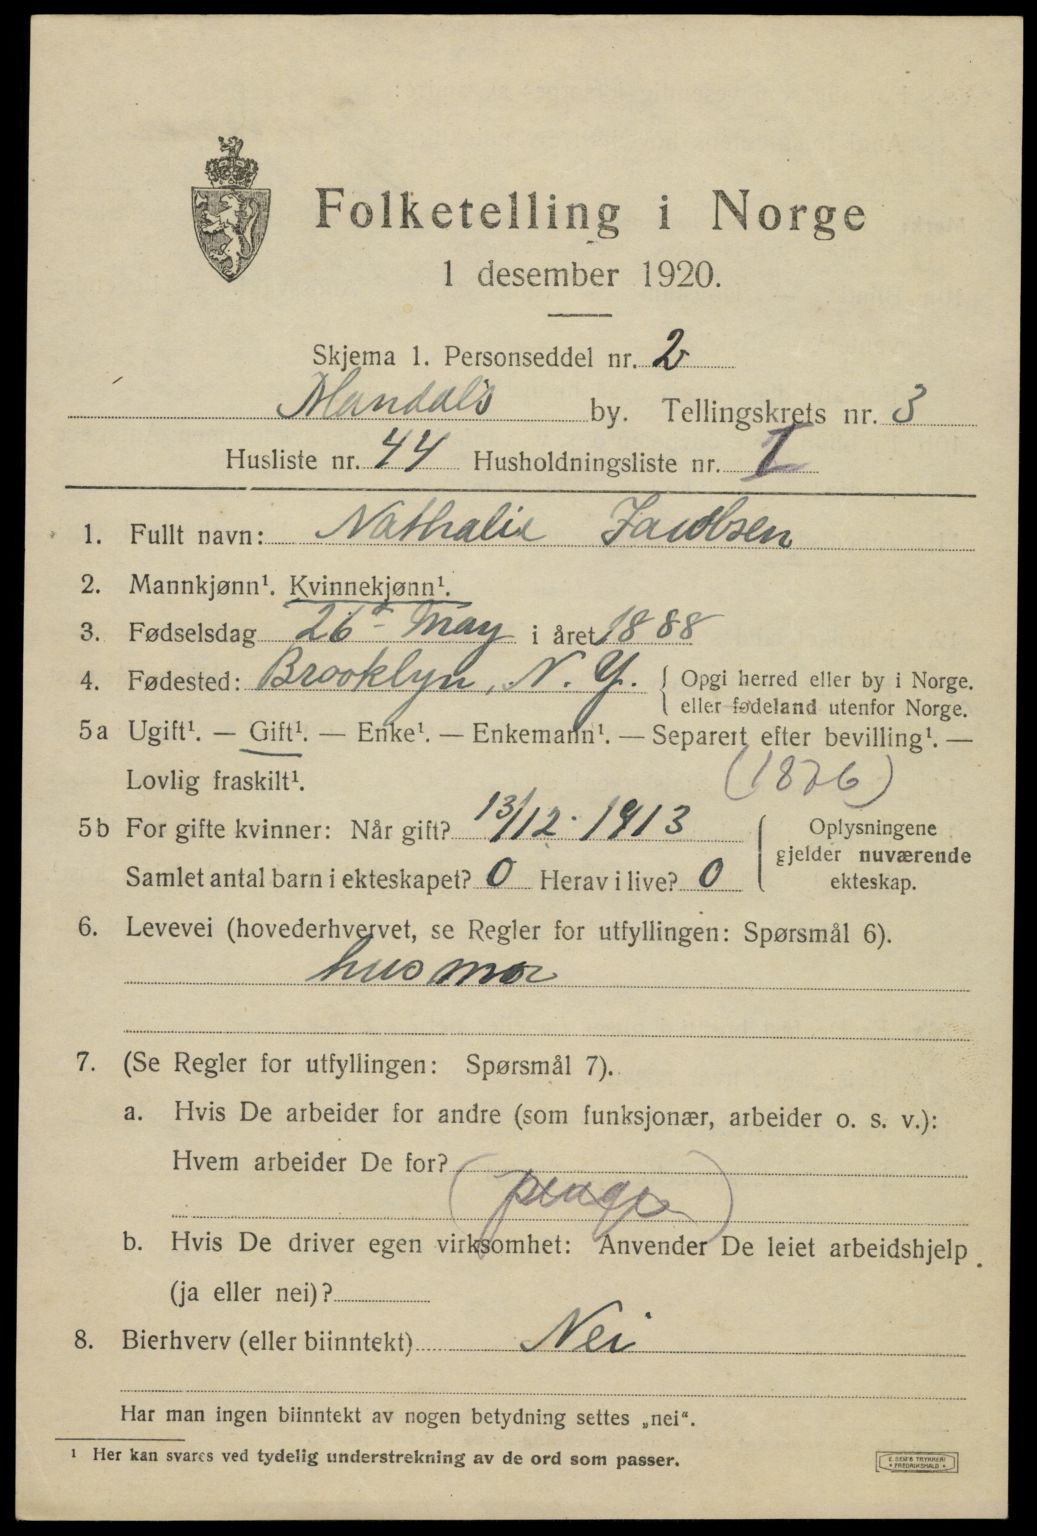 Folketelling i Norge
1 desember 1920.
Skjema 1. Personseddel nr. 2
Mandals by. Tellingskrets nr. 3
Husliste nr. 44 Husholdningsliste nr. I
1. Fullt navn: Nathalie Jacobsen
2. Mannkjønn¹. Kvinnekjønn¹.
3. Fødselsdag 26de May i året 1888
4. Fødested: Brooklyn, N. Y. { Opgi herred eller by i Norge.
eller fødeland utenfor Norge.
5a Ugift¹. — Gift¹. — Enke¹. — Enkemann¹. — Separert efter bevilling¹. —
Lovlig fraskilt¹. (1876)
5b For gifte kvinner: Når gift? 13/12. 1913 { Oplysningene
gjelder nuværende
Samlet antal barn i ekteskapet? 0 Herav i live? 0 ekteskap.
6. Levevei (hovederhvervet, se Regler for utfyllingen: Spørsmål 6).
husmor
7. (Se Regler for utfyllingen: Spørsmål 7).
a. Hvis De arbeider for andre (som funksjonær, arbeider o. s. v.):
Hvem arbeider De for?
b. Hvis De driver egen virksomhet: Anvender De leiet arbeidshjelp
(ja eller nei)?
8. Bierhverv (eller biinntekt) Nei
Har man ingen biinntekt av nogen betydning settes „nei“.
¹ Her kan svares ved tydelig understrekning av de ord som passer.
E. SEM'S TRYKKERI
FREDRIKSHALD